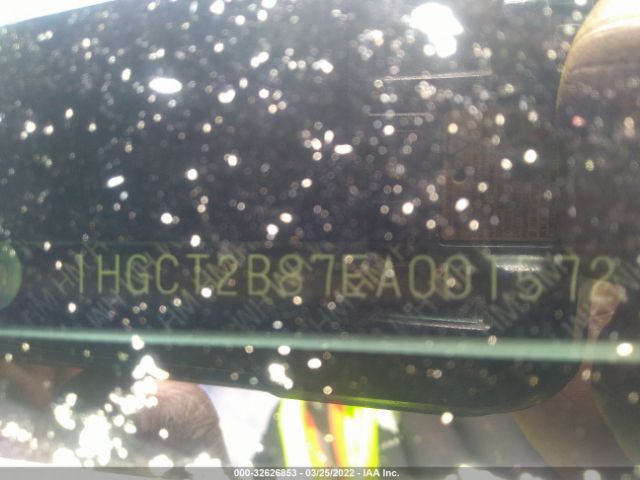 1HGCT2B87EA001572
000-32626853 — 03/25/2022 — IAA Inc.